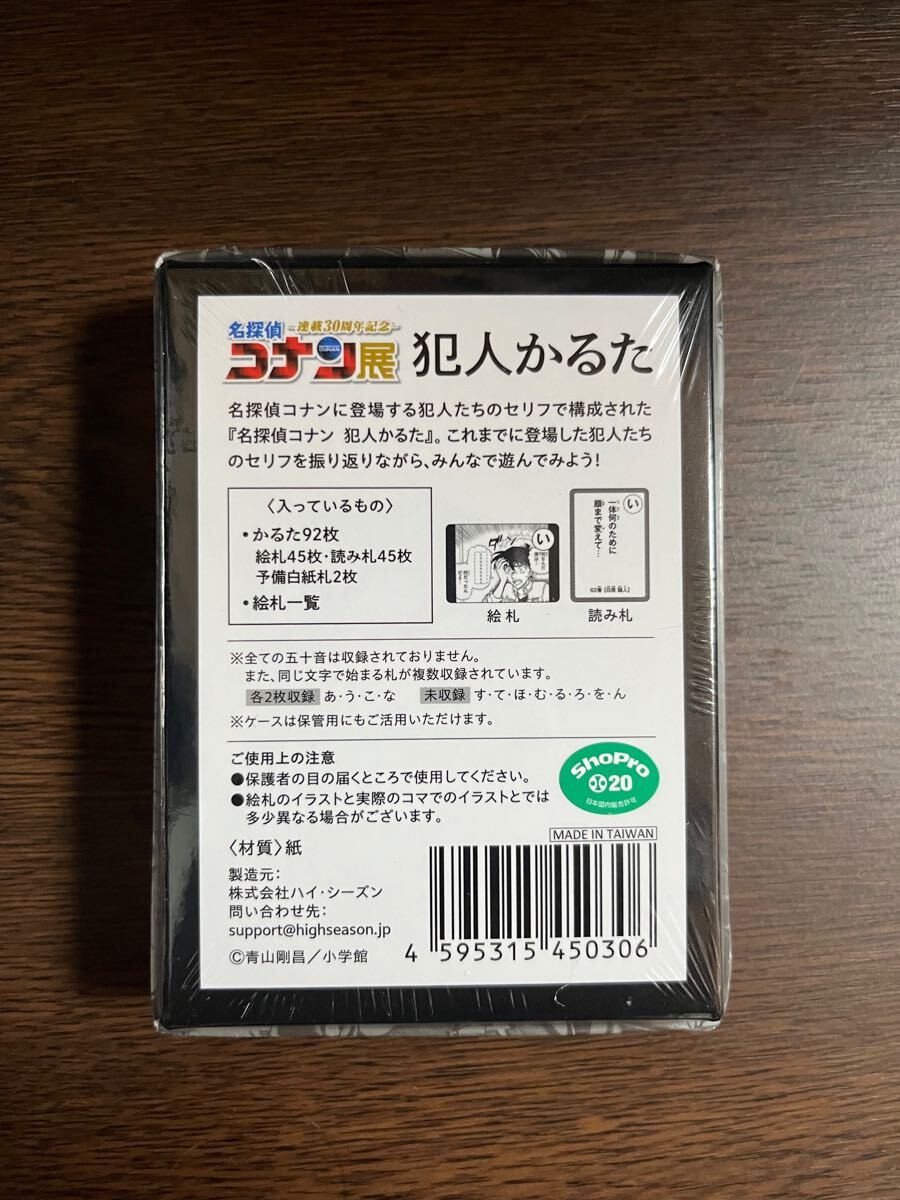 名探偵
連載30周年記念
コナン展
犯人かるた
名探偵コナンに登場する犯人たちのセリフで構成された
『名探偵コナン 犯人かるた』。これまでに登場した犯人たち
のセリフを振り返りながら、みんなで遊んでみよう!
〈入っているもの〉
•かるた92枚
絵札45枚・読み札45枚
予備白紙札2枚
•絵札一覧
い
ダン
絵札
い
一体何のために
顔まで変えて…
読み札
※全ての五十音は収録されておりません。
また、同じ文字で始まる札が複数収録されています。
各2枚収録 あ・う・こ・な 未収録 す・て・ほ・む・る・ろ・を・ん
※ケースは保管用にもご活用いただけます。
ご使用上の注意
●保護者の目の届くところで使用してください。
●絵札のイラストと実際のコマでのイラストとでは
多少異なる場合がございます。
ShoPro
20
日本国内販売許可
〈材質〉紙
MADE IN TAIWAN
製造元:
株式会社ハイ・シーズン
問い合わせ先:
support@highseason.jp
©青山剛昌/小学館
4 595315 450306